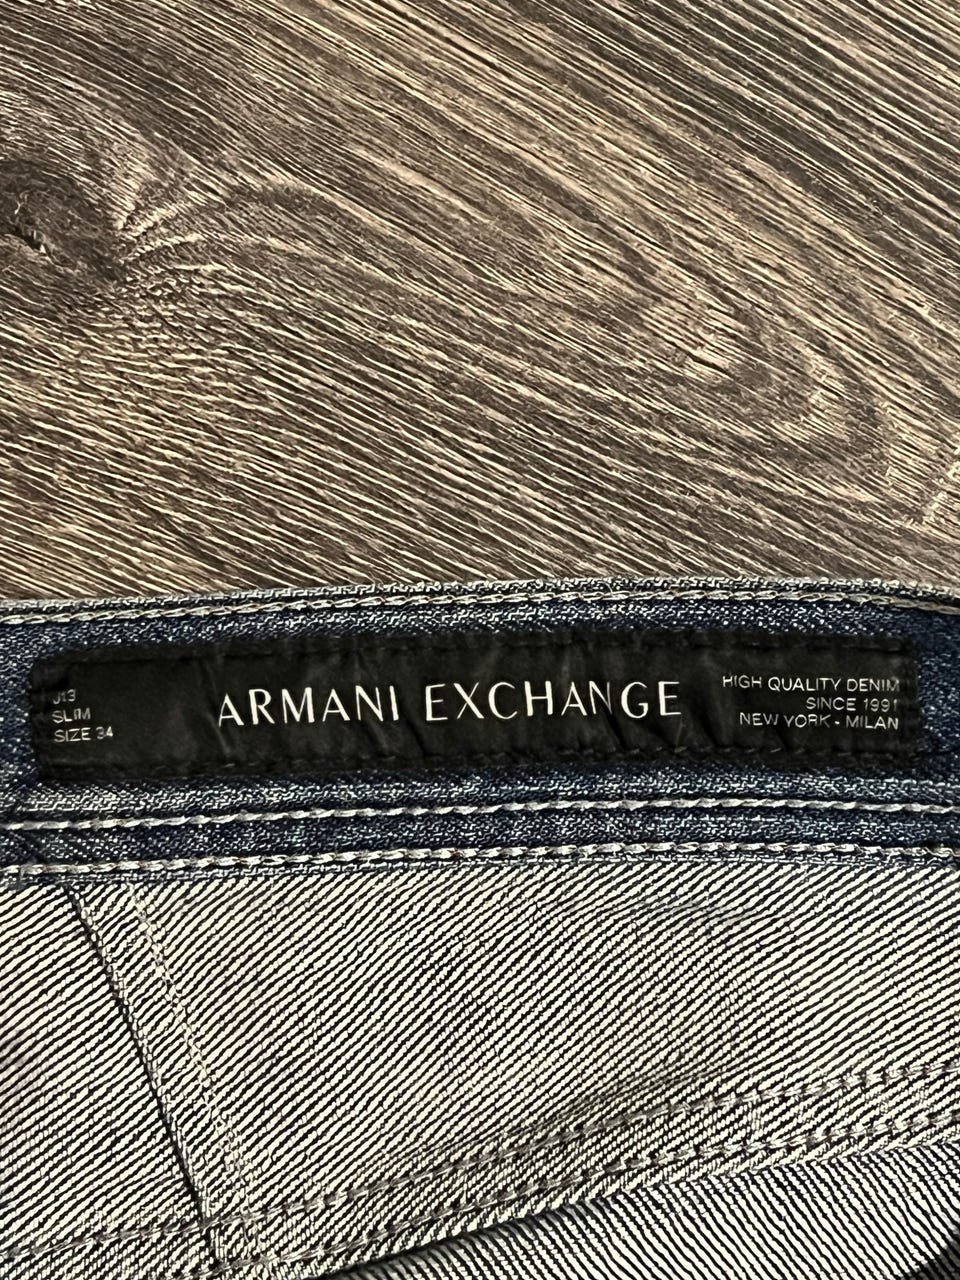 J13
SLIM
SIZE 34
ARMANI EXCHANGE
HIGH QUALITY DENIM
SINCE 1991
NEW YORK - MILAN